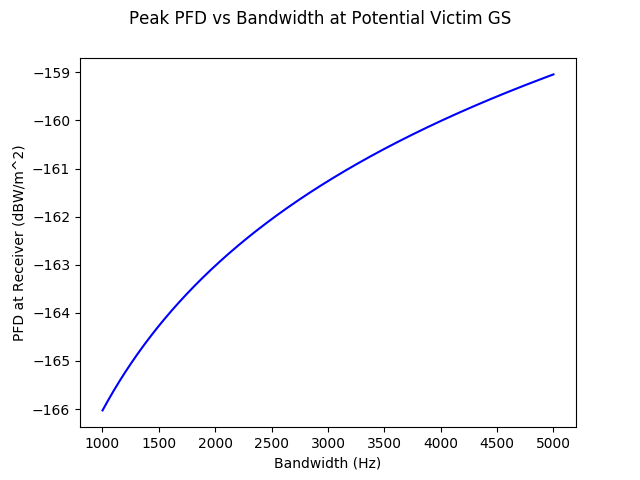 Peak PFD vs Bandwidth at Potential Victim GS
−159
−160
−161
−162
−163
−164
−165
−166
PFD at Receiver (dBW/m^2)
1000 1500 2000 2500 3000 3500 4000 4500 5000
Bandwidth (Hz)